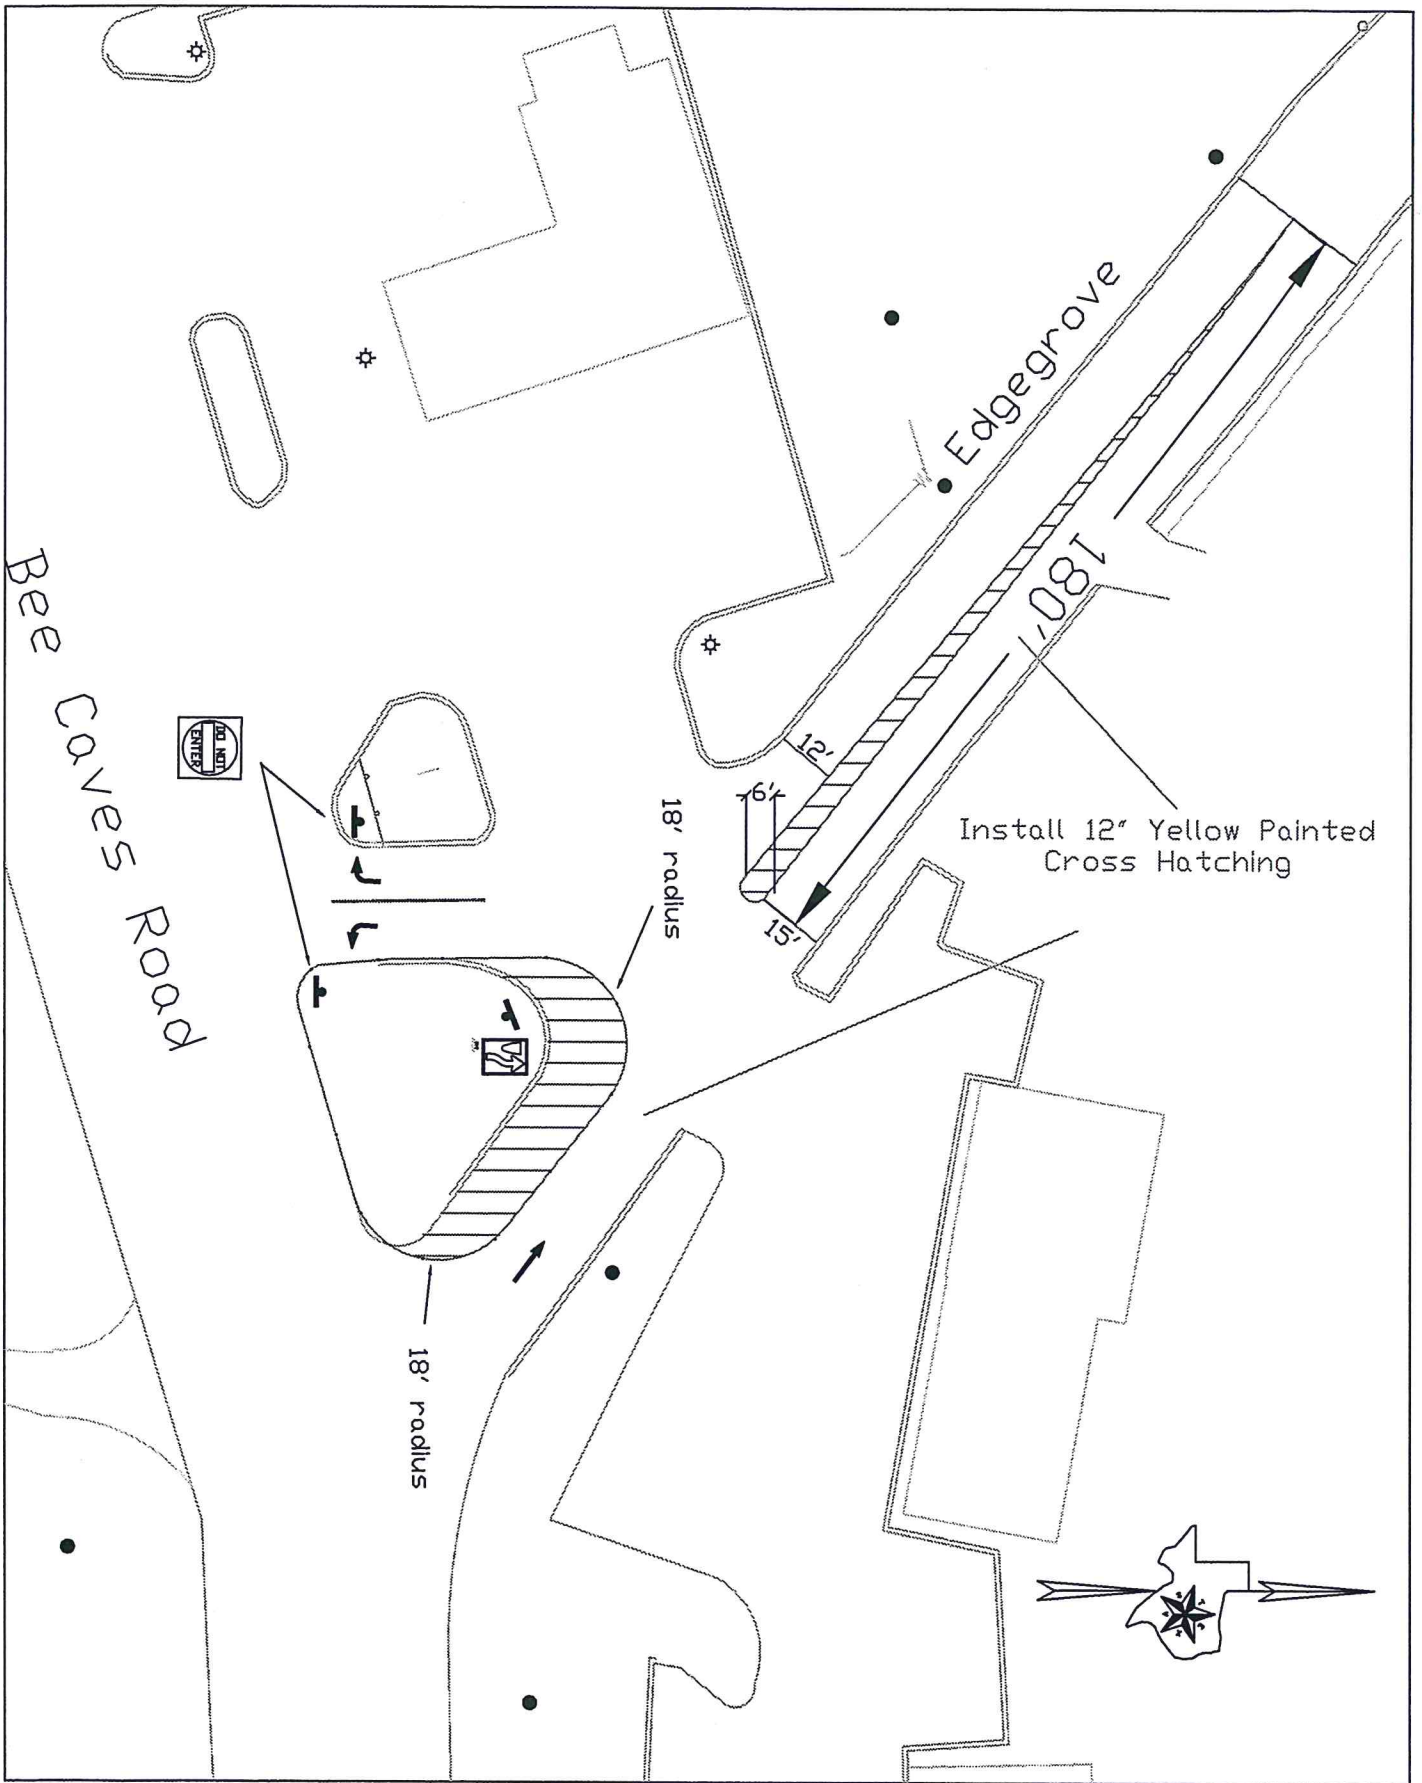 Edgegrove
180'
12'
6'
15'
Install 12" Yellow Painted
Cross Hatching
18' radius
18' radius
DO NOT
ENTER
Bee Caves Road